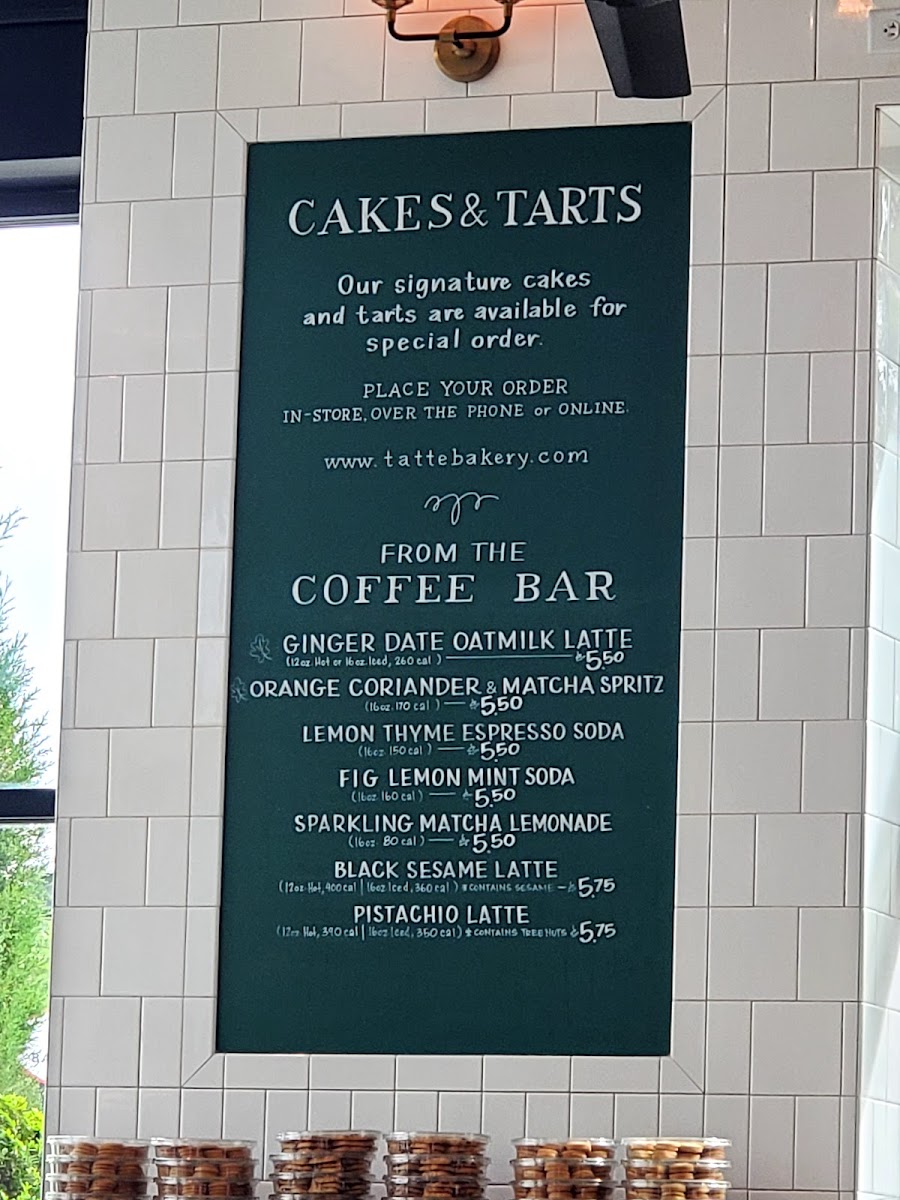 CAKES & TARTS
Our signature cakes
and tarts are available for
special order.
PLACE YOUR ORDER
IN-STORE, OVER THE PHONE or ONLINE.
www.tattebakery.com
FROM THE
COFFEE BAR
GINGER DATE OATMILK LATTE
(12oz. Hot or 16oz. Iced, 260 cal) 5.50
ORANGE CORIANDER & MATCHA SPRITZ
(16oz. 170 cal) 5.50
LEMON THYME ESPRESSO SODA
(16oz 150 cal) 5.50
FIG LEMON MINT SODA
(16oz 160 cal) 5.50
SPARKLING MATCHA LEMONADE
(16oz 80 cal) 5.50
BLACK SESAME LATTE
(12oz Hot, 400 cal | 16oz Iced, 360 cal) *CONTAINS SESAME 5.75
PISTACHIO LATTE
(12oz Hot, 390 cal | 16oz Iced, 350 cal) *CONTAINS TREE NUTS 5.75